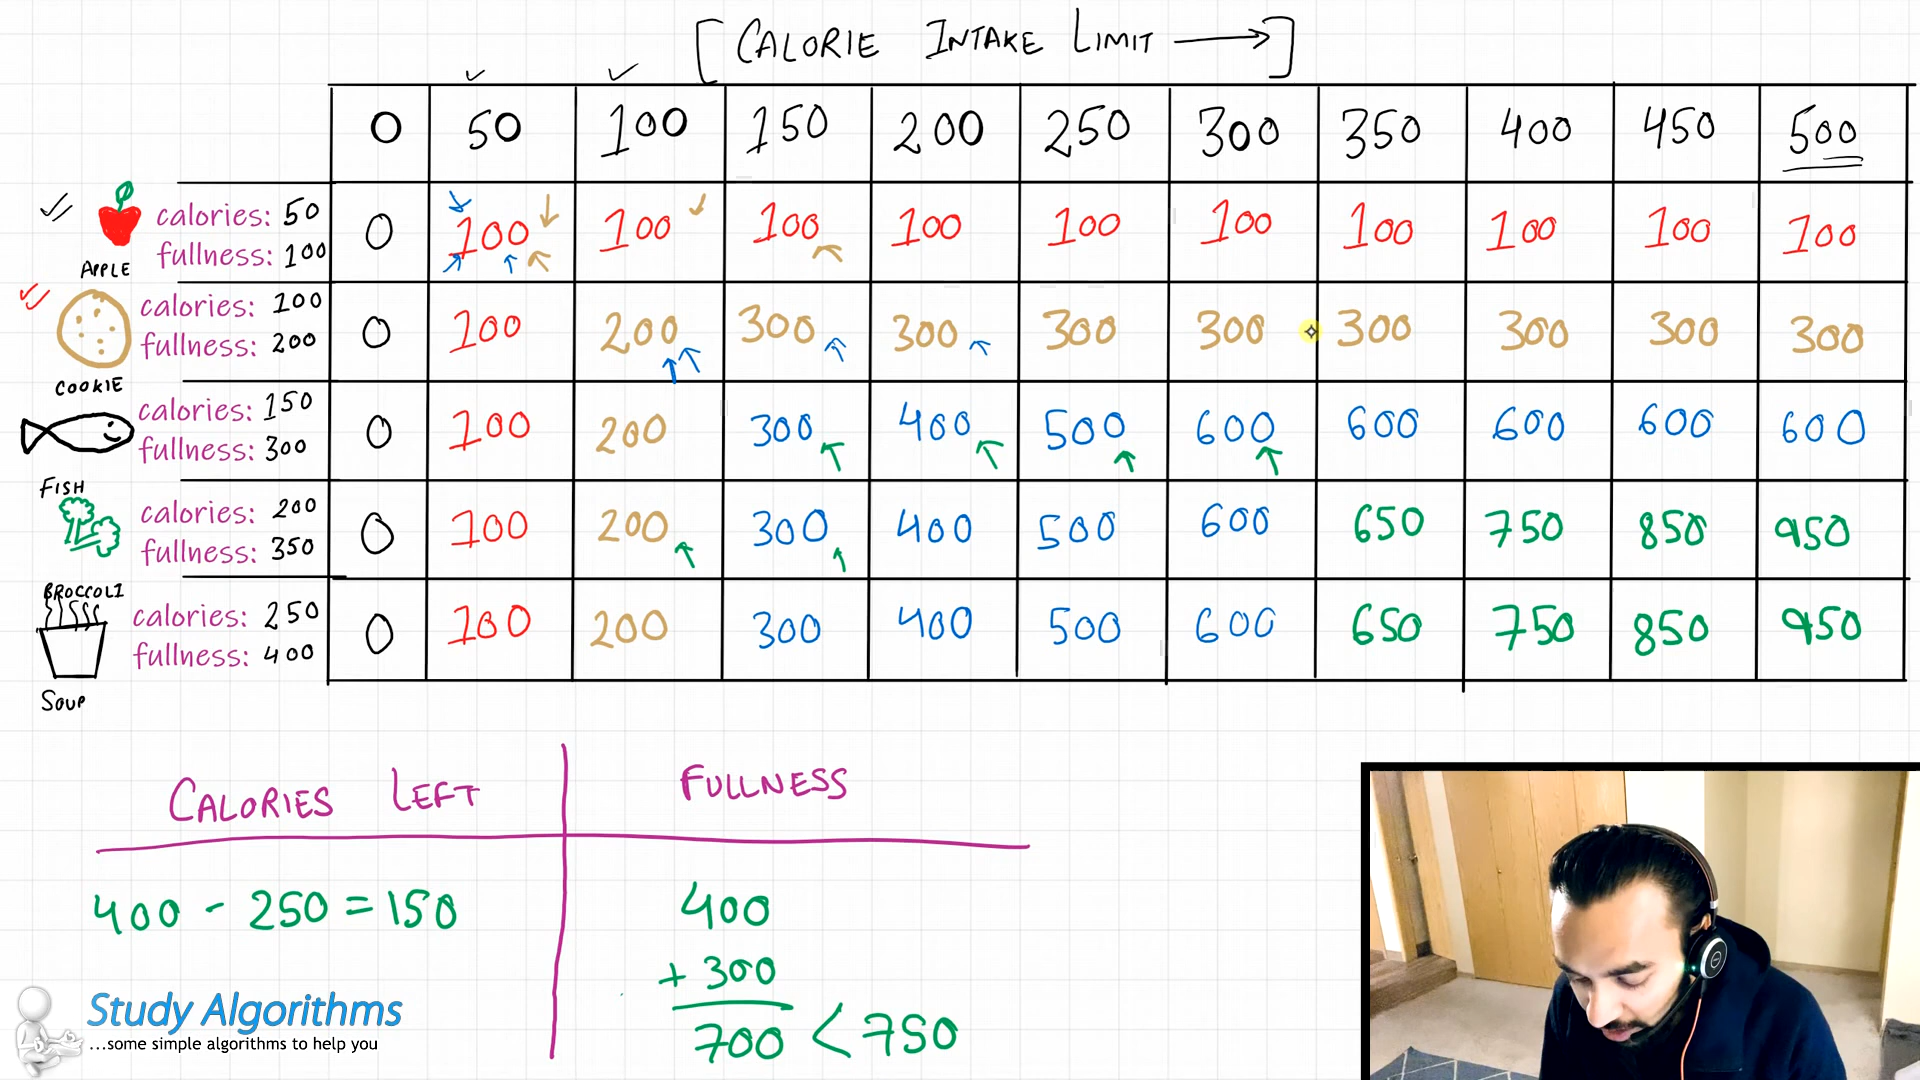 [ CALORIE INTAKE LIMIT → ]
0 50 100 150 200 250 300 350 400 450 500
calories: 50
fullness: 100
APPLE
0 100 100 100 100 100 100 100 100 100 100
calories: 100
fullness: 200
COOKIE
0 100 200 300 300 300 300 300 300 300 300
calories: 150
fullness: 300
FISH
0 100 200 300 400 500 600 600 600 600 600
calories: 200
fullness: 350
BROCCOLI
0 100 200 300 400 500 600 650 750 850 950
calories: 250
fullness: 400
SOUP
0 100 200 300 400 500 600 650 750 850 950
CALORIES LEFT
FULLNESS
400 - 250 = 150
400
+ 300
700 < 750
Study Algorithms
...some simple algorithms to help you